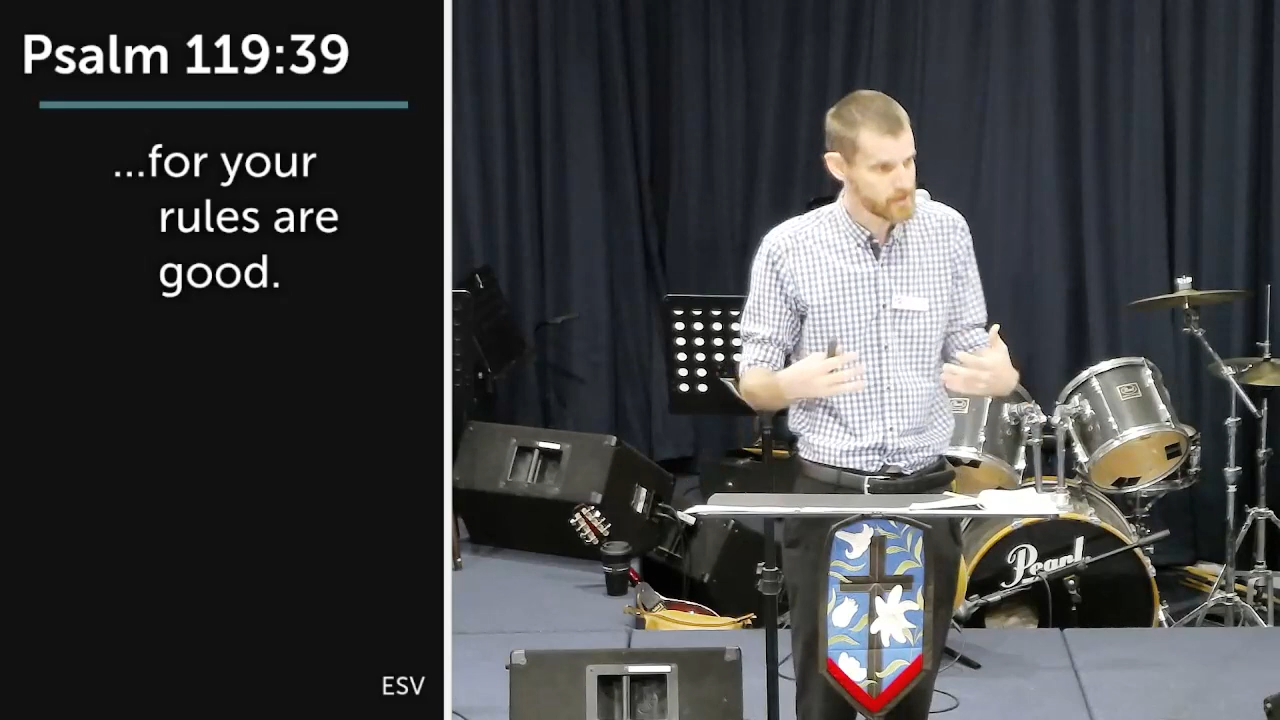 Psalm 119:39
...for your
rules are
good.
ESV
Pearl